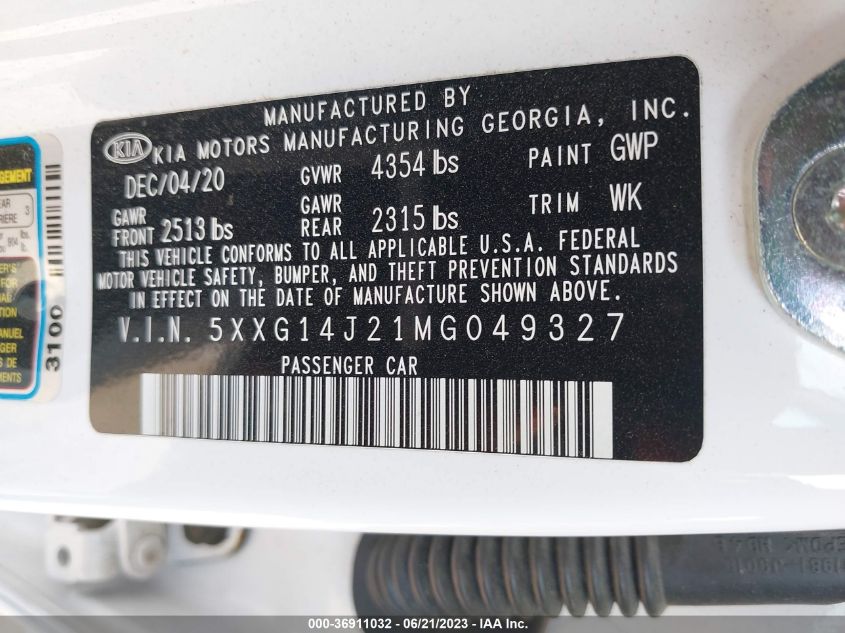 MANUFACTURED BY
KIA KIA MOTORS MANUFACTURING GEORGIA, INC.
DEC/04/20 GVWR 4354 lbs PAINT GWP
GAWR FRONT 2513 lbs GAWR REAR 2315 lbs TRIM WK
THIS VEHICLE CONFORMS TO ALL APPLICABLE U.S.A. FEDERAL
MOTOR VEHICLE SAFETY, BUMPER, AND THEFT PREVENTION STANDARDS
IN EFFECT ON THE DATE OF MANUFACTURE SHOWN ABOVE.
V.I.N. 5XXG14J21MG049327
PASSENGER CAR
3100
000-36911032 - 06/21/2023 - IAA Inc.